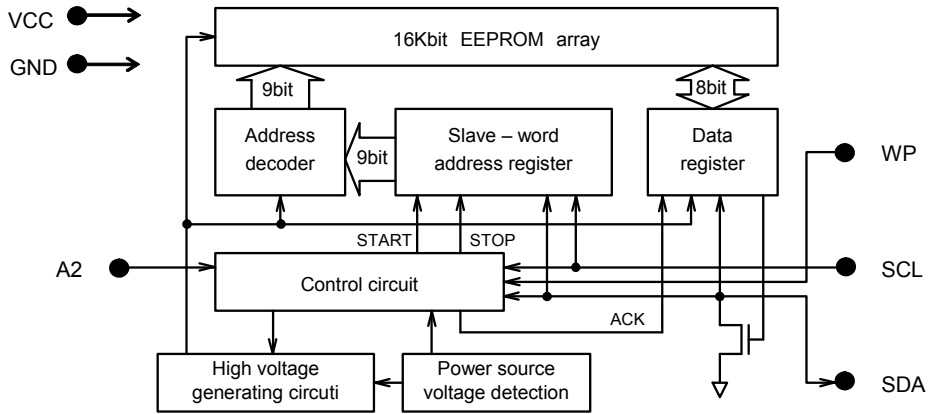 VCC
16Kbit EEPROM array
GND
9bit
8bit
Address
decoder
9bit
Slave – word
address register
Data
register
WP
START
STOP
A2
Control circuit
SCL
ACK
High voltage
generating circuti
Power source
voltage detection
SDA